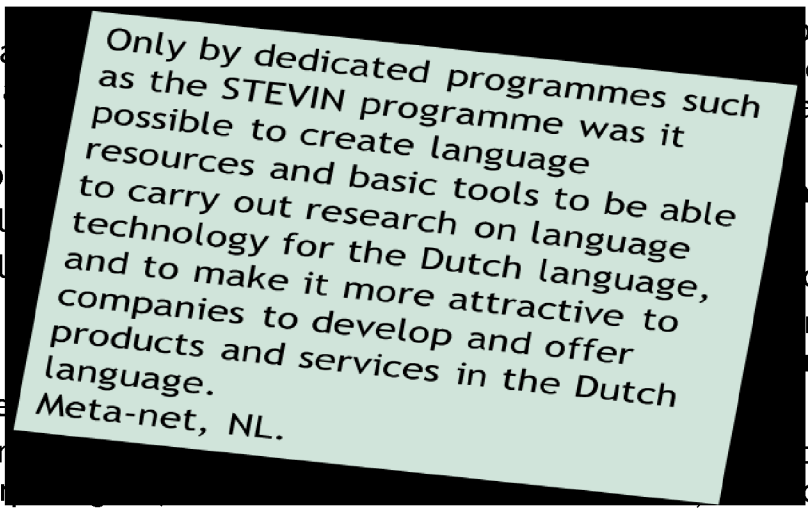 Only by dedicated programmes such
as the STEVIN programme was it
possible to create language
resources and basic tools to be able
to carry out research on language
technology for the Dutch language,
and to make it more attractive to
companies to develop and offer
products and services in the Dutch
language.
Meta-net, NL.